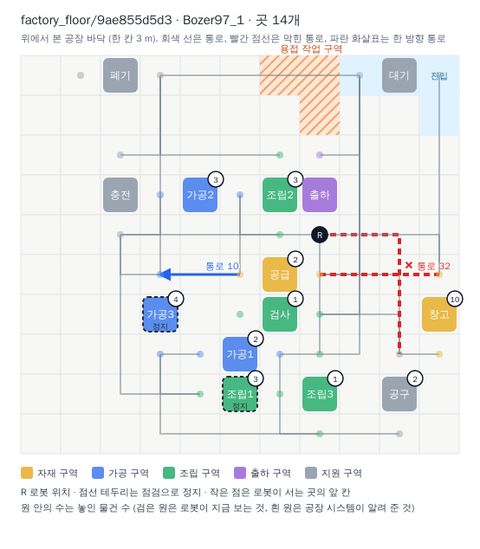 factory_floor/9ae855d5d3 · Bozer97_1 · 곳 14개
위에서 본 공장 바닥 (한 칸 3 m). 회색 선은 통로, 빨간 점선은 막힌 통로, 파란 화살표는 한 방향 통로
용접 작업 구역
폐기
대기
진입
3
3
충전
가공2
조립2
출하
R
통로 10
2
공급
× 통로 32
4
1
10
가공3
정지
검사
창고
2
가공1
3
1
2
조립1
정지
조립3
공구
자재 구역
가공 구역
조립 구역
출하 구역
지원 구역
R 로봇 위치 · 점선 테두리는 점검으로 정지 · 작은 점은 로봇이 서는 곳의 앞 칸
원 안의 수는 놓인 물건 수 (검은 원은 로봇이 지금 보는 것, 흰 원은 공장 시스템이 알려 준 것)